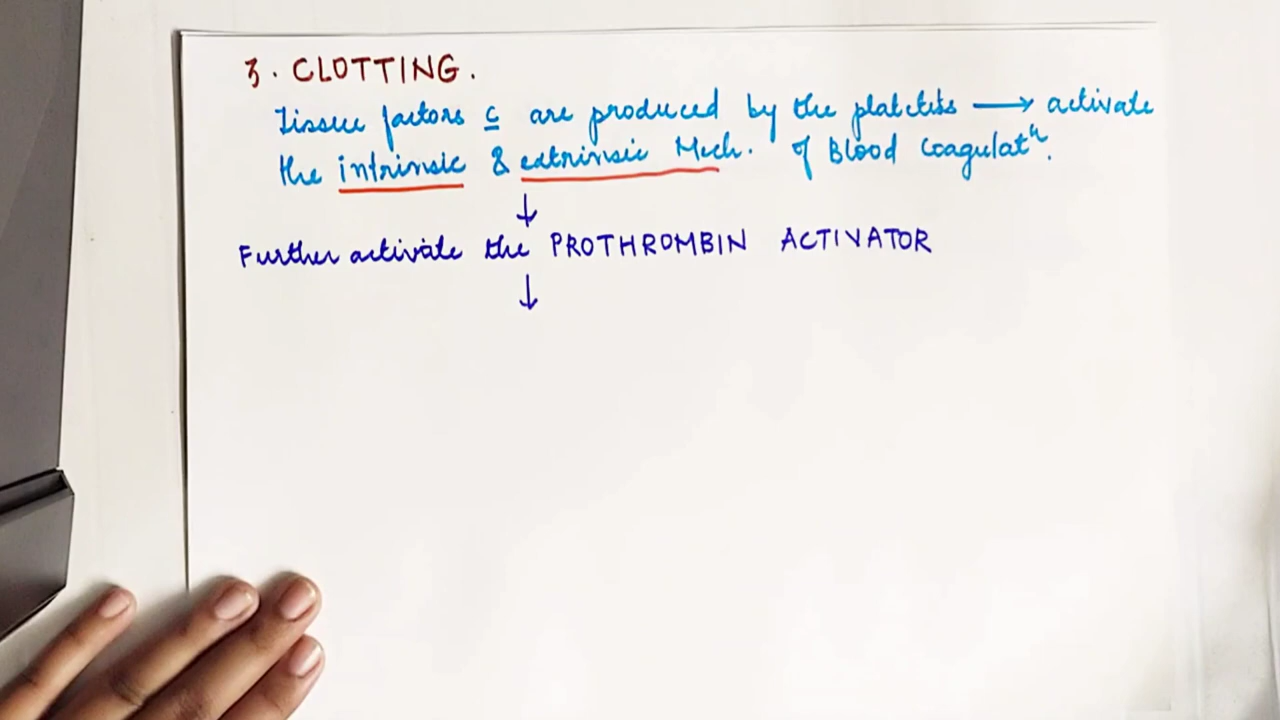 3. CLOTTING.
Tissue factors c̲ are produced by the platelets ⟶ activate
the intrinsic & extrinsic Mech. of Blood Coagulatⁿ.
↓
Further activate the PROTHROMBIN ACTIVATOR
↓